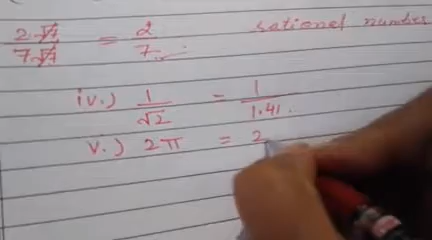 2√7 / 7√7 = 2 / 7 rational number
iv.) 1 / √2 = 1 / 1.41.
v.) 2π = 2